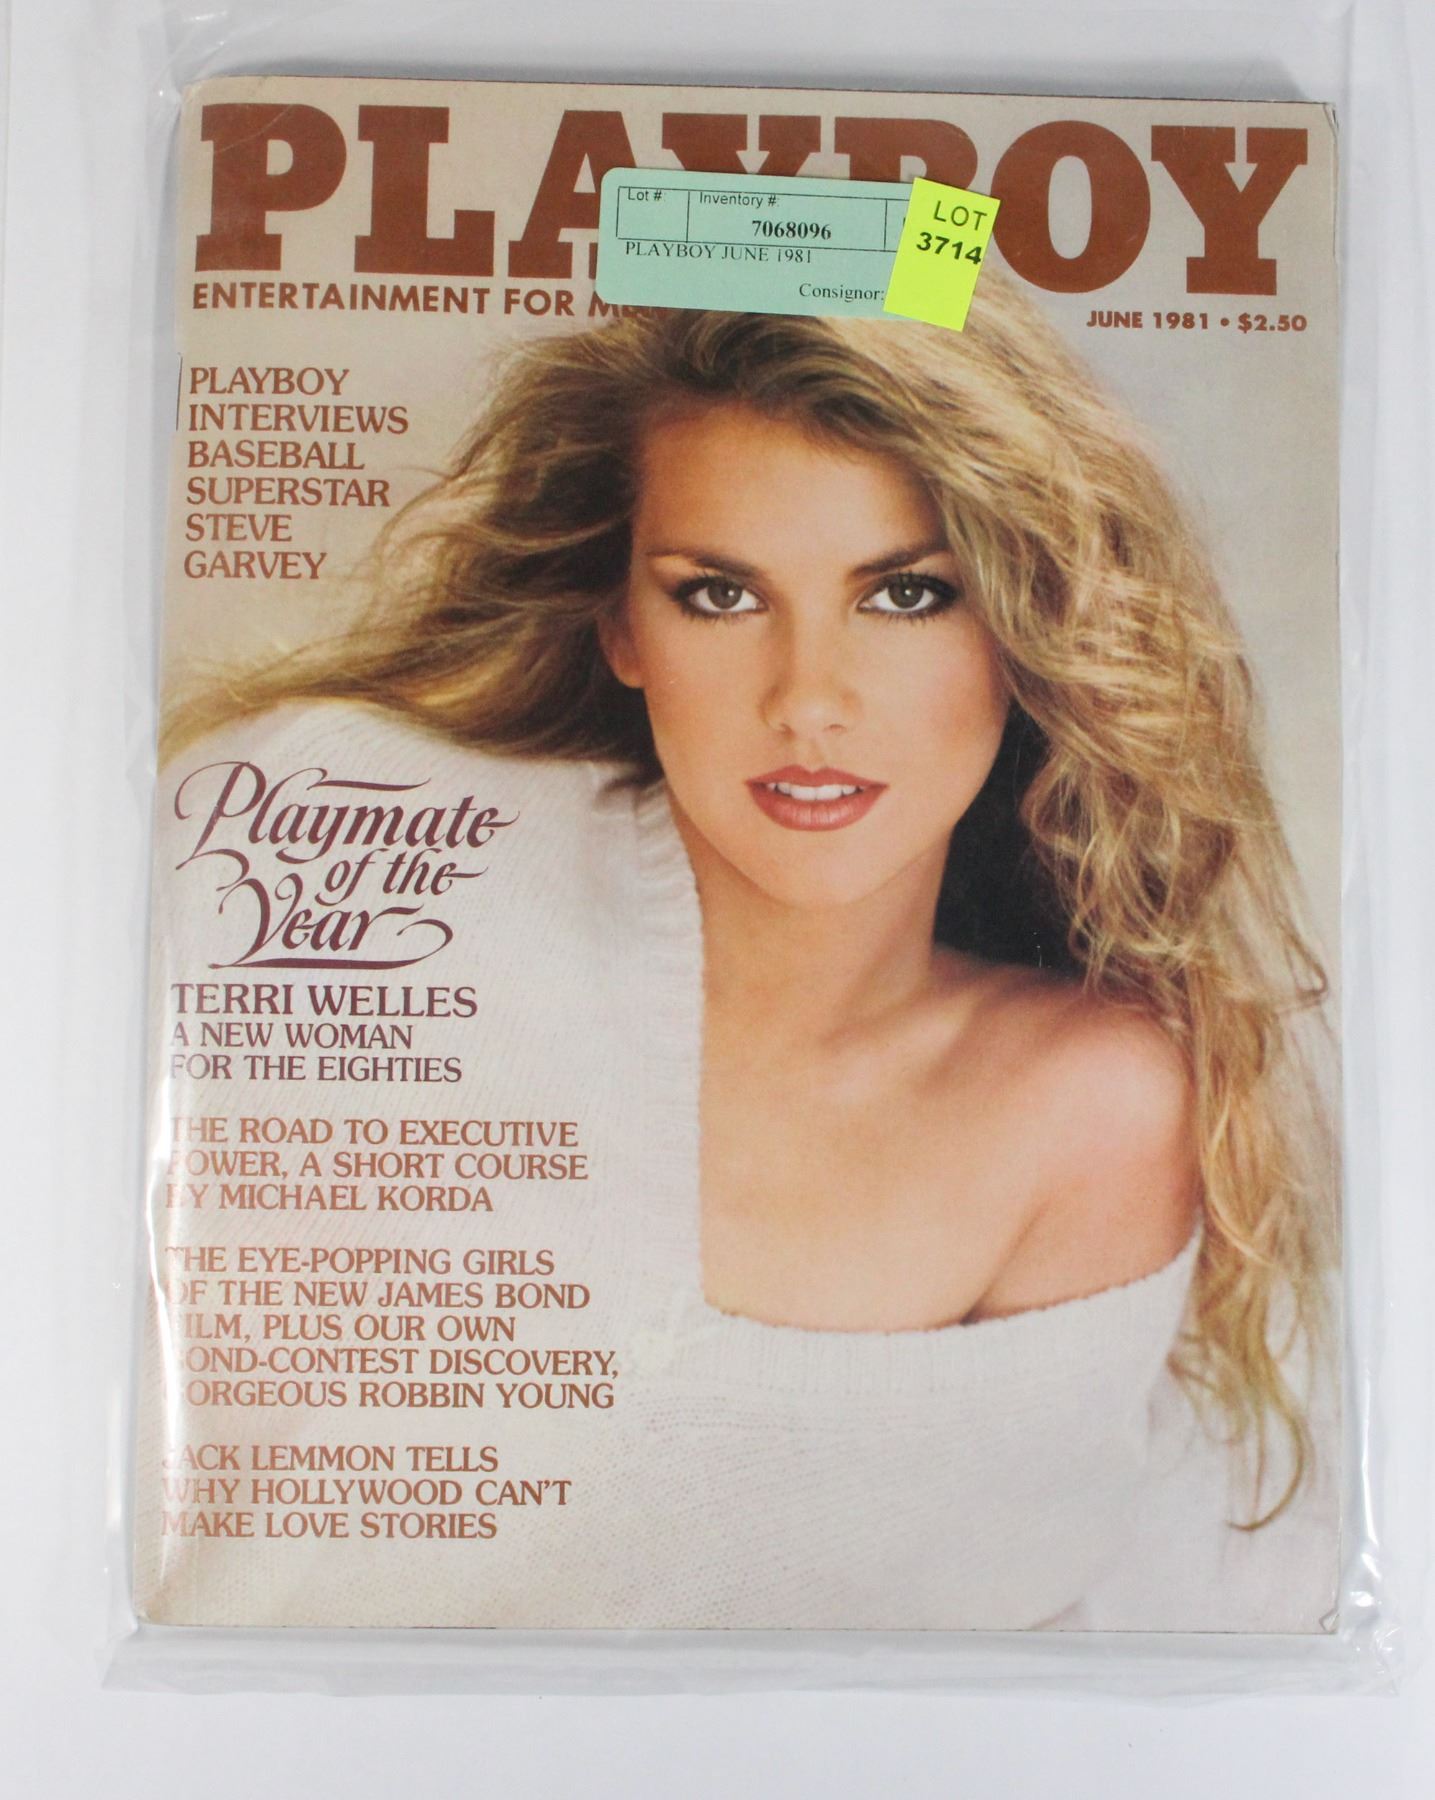 PLAYBOY
Lot #:
Inventory #:
7068096
PLAYBOY JUNE 1981
Consignor:
LOT
3714
ENTERTAINMENT FOR
JUNE 1981 • $2.50
PLAYBOY
INTERVIEWS
BASEBALL
SUPERSTAR
STEVE
GARVEY
Playmate
of the
Year
TERRI WELLES
A NEW WOMAN
FOR THE EIGHTIES
THE ROAD TO EXECUTIVE
POWER, A SHORT COURSE
BY MICHAEL KORDA
THE EYE-POPPING GIRLS
OF THE NEW JAMES BOND
FILM, PLUS OUR OWN
BOND-CONTEST DISCOVERY,
GORGEOUS ROBBIN YOUNG
JACK LEMMON TELLS
WHY HOLLYWOOD CAN'T
MAKE LOVE STORIES